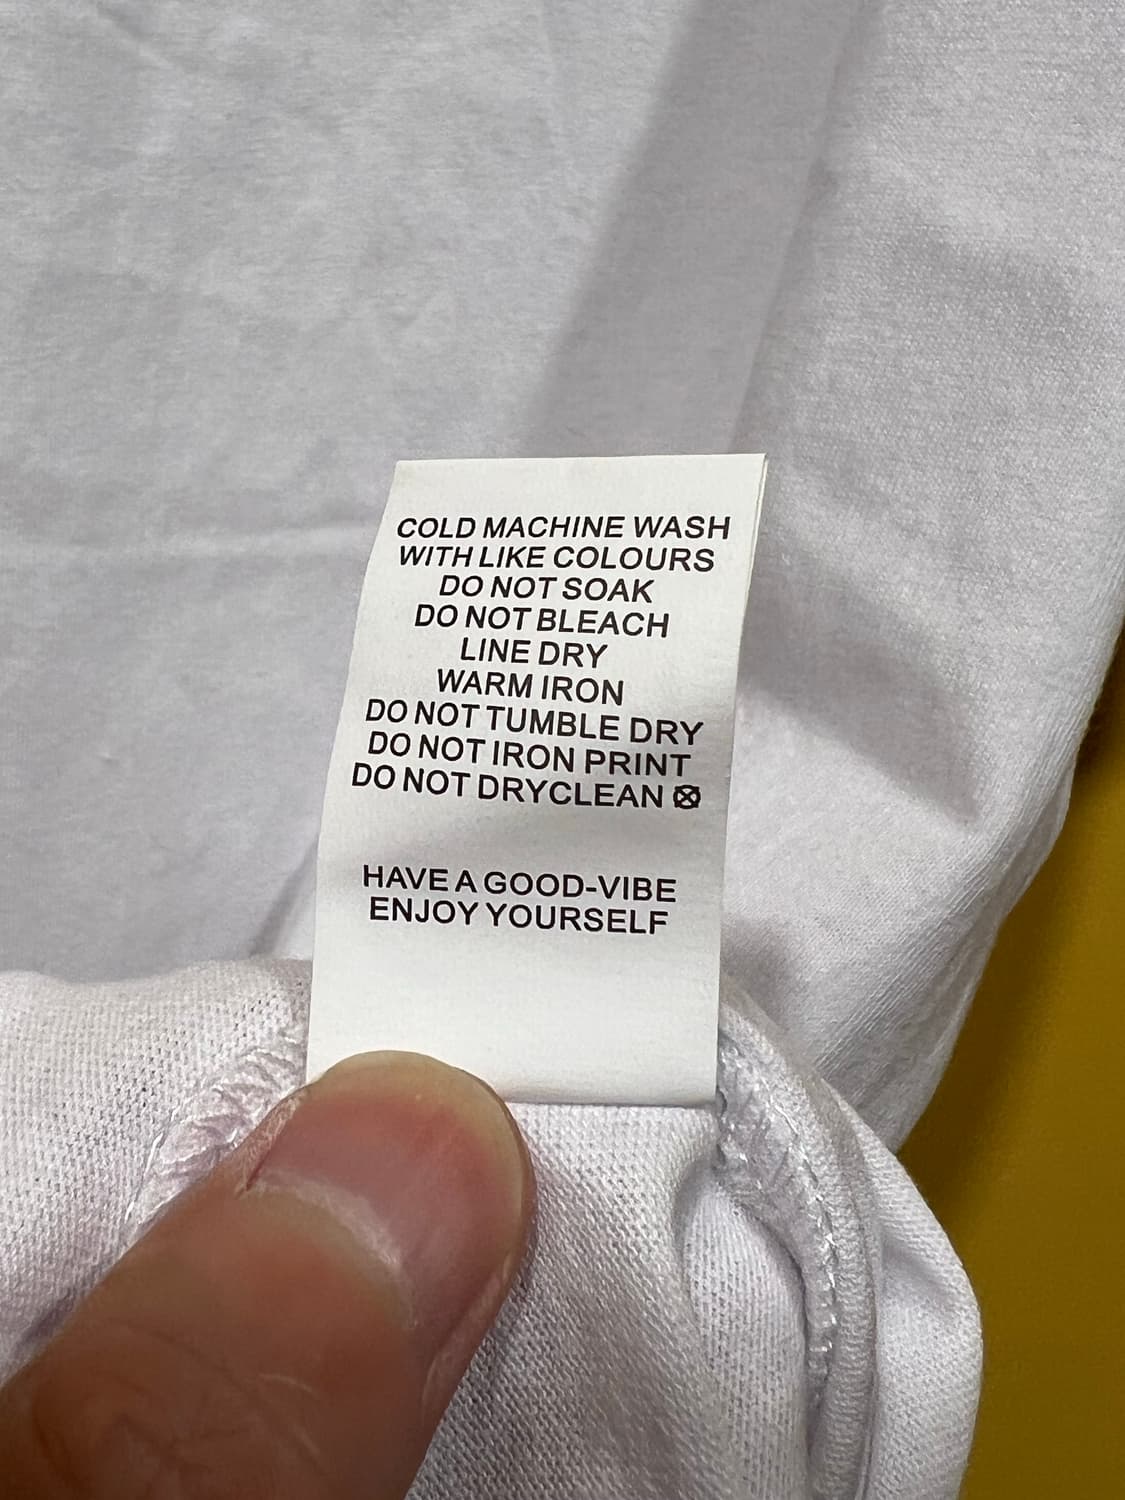 COLD MACHINE WASH
WITH LIKE COLOURS
DO NOT SOAK
DO NOT BLEACH
LINE DRY
WARM IRON
DO NOT TUMBLE DRY
DO NOT IRON PRINT
DO NOT DRYCLEAN
HAVE A GOOD-VIBE
ENJOY YOURSELF